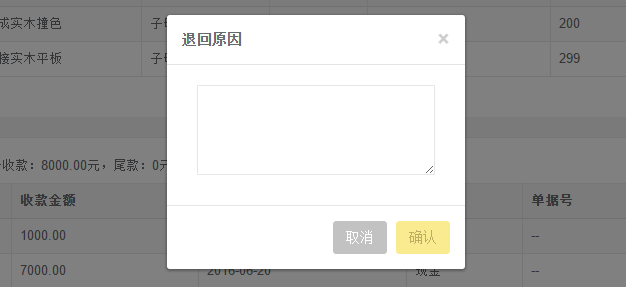 成实木撞色
子
200
接实木平板
子
299
退回原因
×
取消
确认
收款：8000.00元，尾款：0元
收款金额
单据号
1000.00
--
7000.00
2016-06-20
现金
--